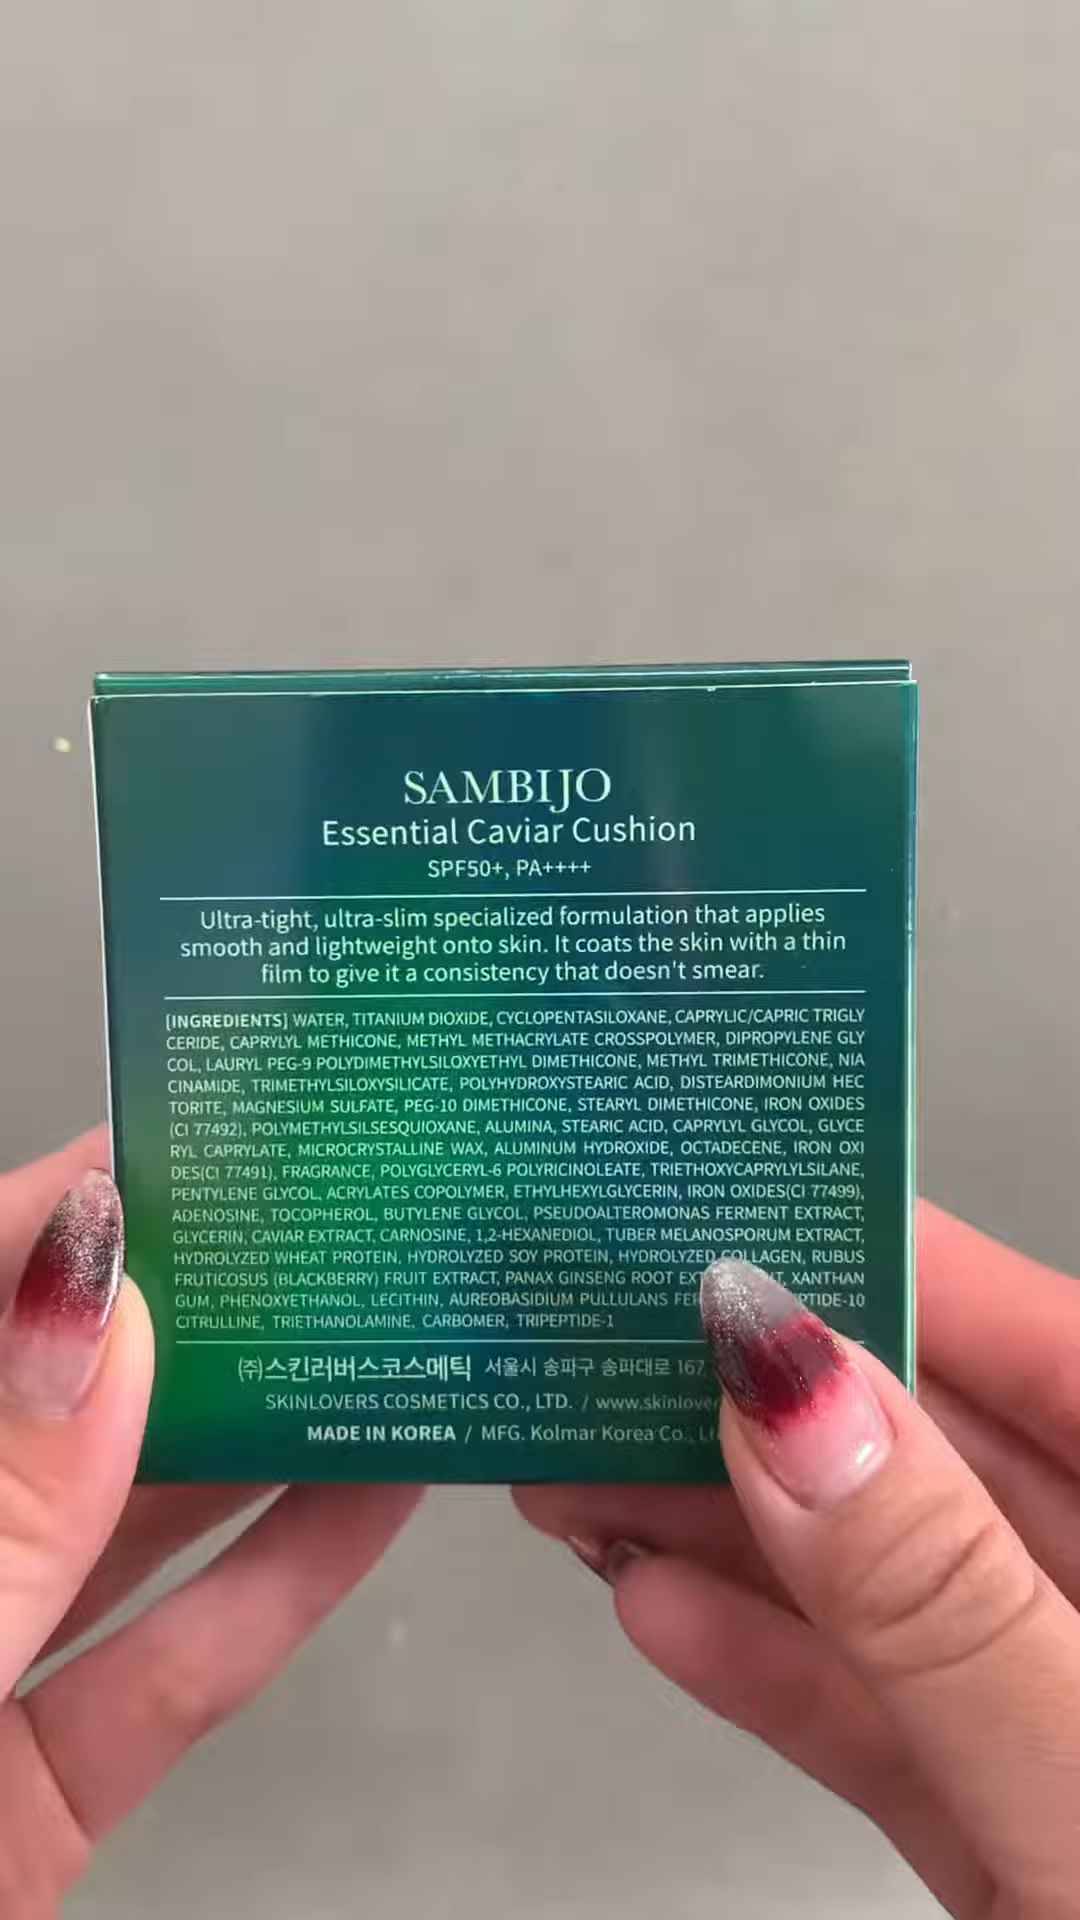 SAMBIJO
Essential Caviar Cushion
SPF50+, PA++++
Ultra-tight, ultra-slim specialized formulation that applies
smooth and lightweight onto skin. It coats the skin with a thin
film to give it a consistency that doesn't smear.
[INGREDIENTS] WATER, TITANIUM DIOXIDE, CYCLOPENTASILOXANE, CAPRYLIC/CAPRIC TRIGLY
CERIDE, CAPRYLYL METHICONE, METHYL METHACRYLATE CROSSPOLYMER, DIPROPYLENE GLY
COL, LAURYL PEG-9 POLYDIMETHYLSILOXYETHYL DIMETHICONE, METHYL TRIMETHICONE, NIA
CINAMIDE, TRIMETHYLSILOXYSILICATE, POLYHYDROXYSTEARIC ACID, DISTEARDIMONIUM HEC
TORITE, MAGNESIUM SULFATE, PEG-10 DIMETHICONE, STEARYL DIMETHICONE, IRON OXIDES
(CI 77492), POLYMETHYLSILSESQUIOXANE, ALUMINA, STEARIC ACID, CAPRYLYL GLYCOL, GLYCE
RYL CAPRYLATE, MICROCRYSTALLINE WAX, ALUMINUM HYDROXIDE, OCTADECENE, IRON OXI
DES(CI 77491), FRAGRANCE, POLYGLYCERYL-6 POLYRICINOLEATE, TRIETHOXYCAPRYLYLSILANE,
PENTYLENE GLYCOL, ACRYLATES COPOLYMER, ETHYLHEXYLGLYCERIN, IRON OXIDES(CI 77499),
ADENOSINE, TOCOPHEROL, BUTYLENE GLYCOL, PSEUDOALTEROMONAS FERMENT EXTRACT,
GLYCERIN, CAVIAR EXTRACT, CARNOSINE, 1,2-HEXANEDIOL, TUBER MELANOSPORUM EXTRACT,
HYDROLYZED WHEAT PROTEIN, HYDROLYZED SOY PROTEIN, HYDROLYZED COLLAGEN, RUBUS
FRUTICOSUS (BLACKBERRY) FRUIT EXTRACT, PANAX GINSENG ROOT XANTHAN
GUM, PHENOXYETHANOL, LECITHIN, AUREOBASIDIUM PULLULANS
CITRULLINE, TRIETHANOLAMINE, CARBOMER, TRIPEPTIDE-1
(주)스킨러버스코스메틱 서울시 송파구 송파대로 167
SKINLOVERS COSMETICS CO., LTD. /
MADE IN KOREA / MFG. Kolmar Korea Co.,